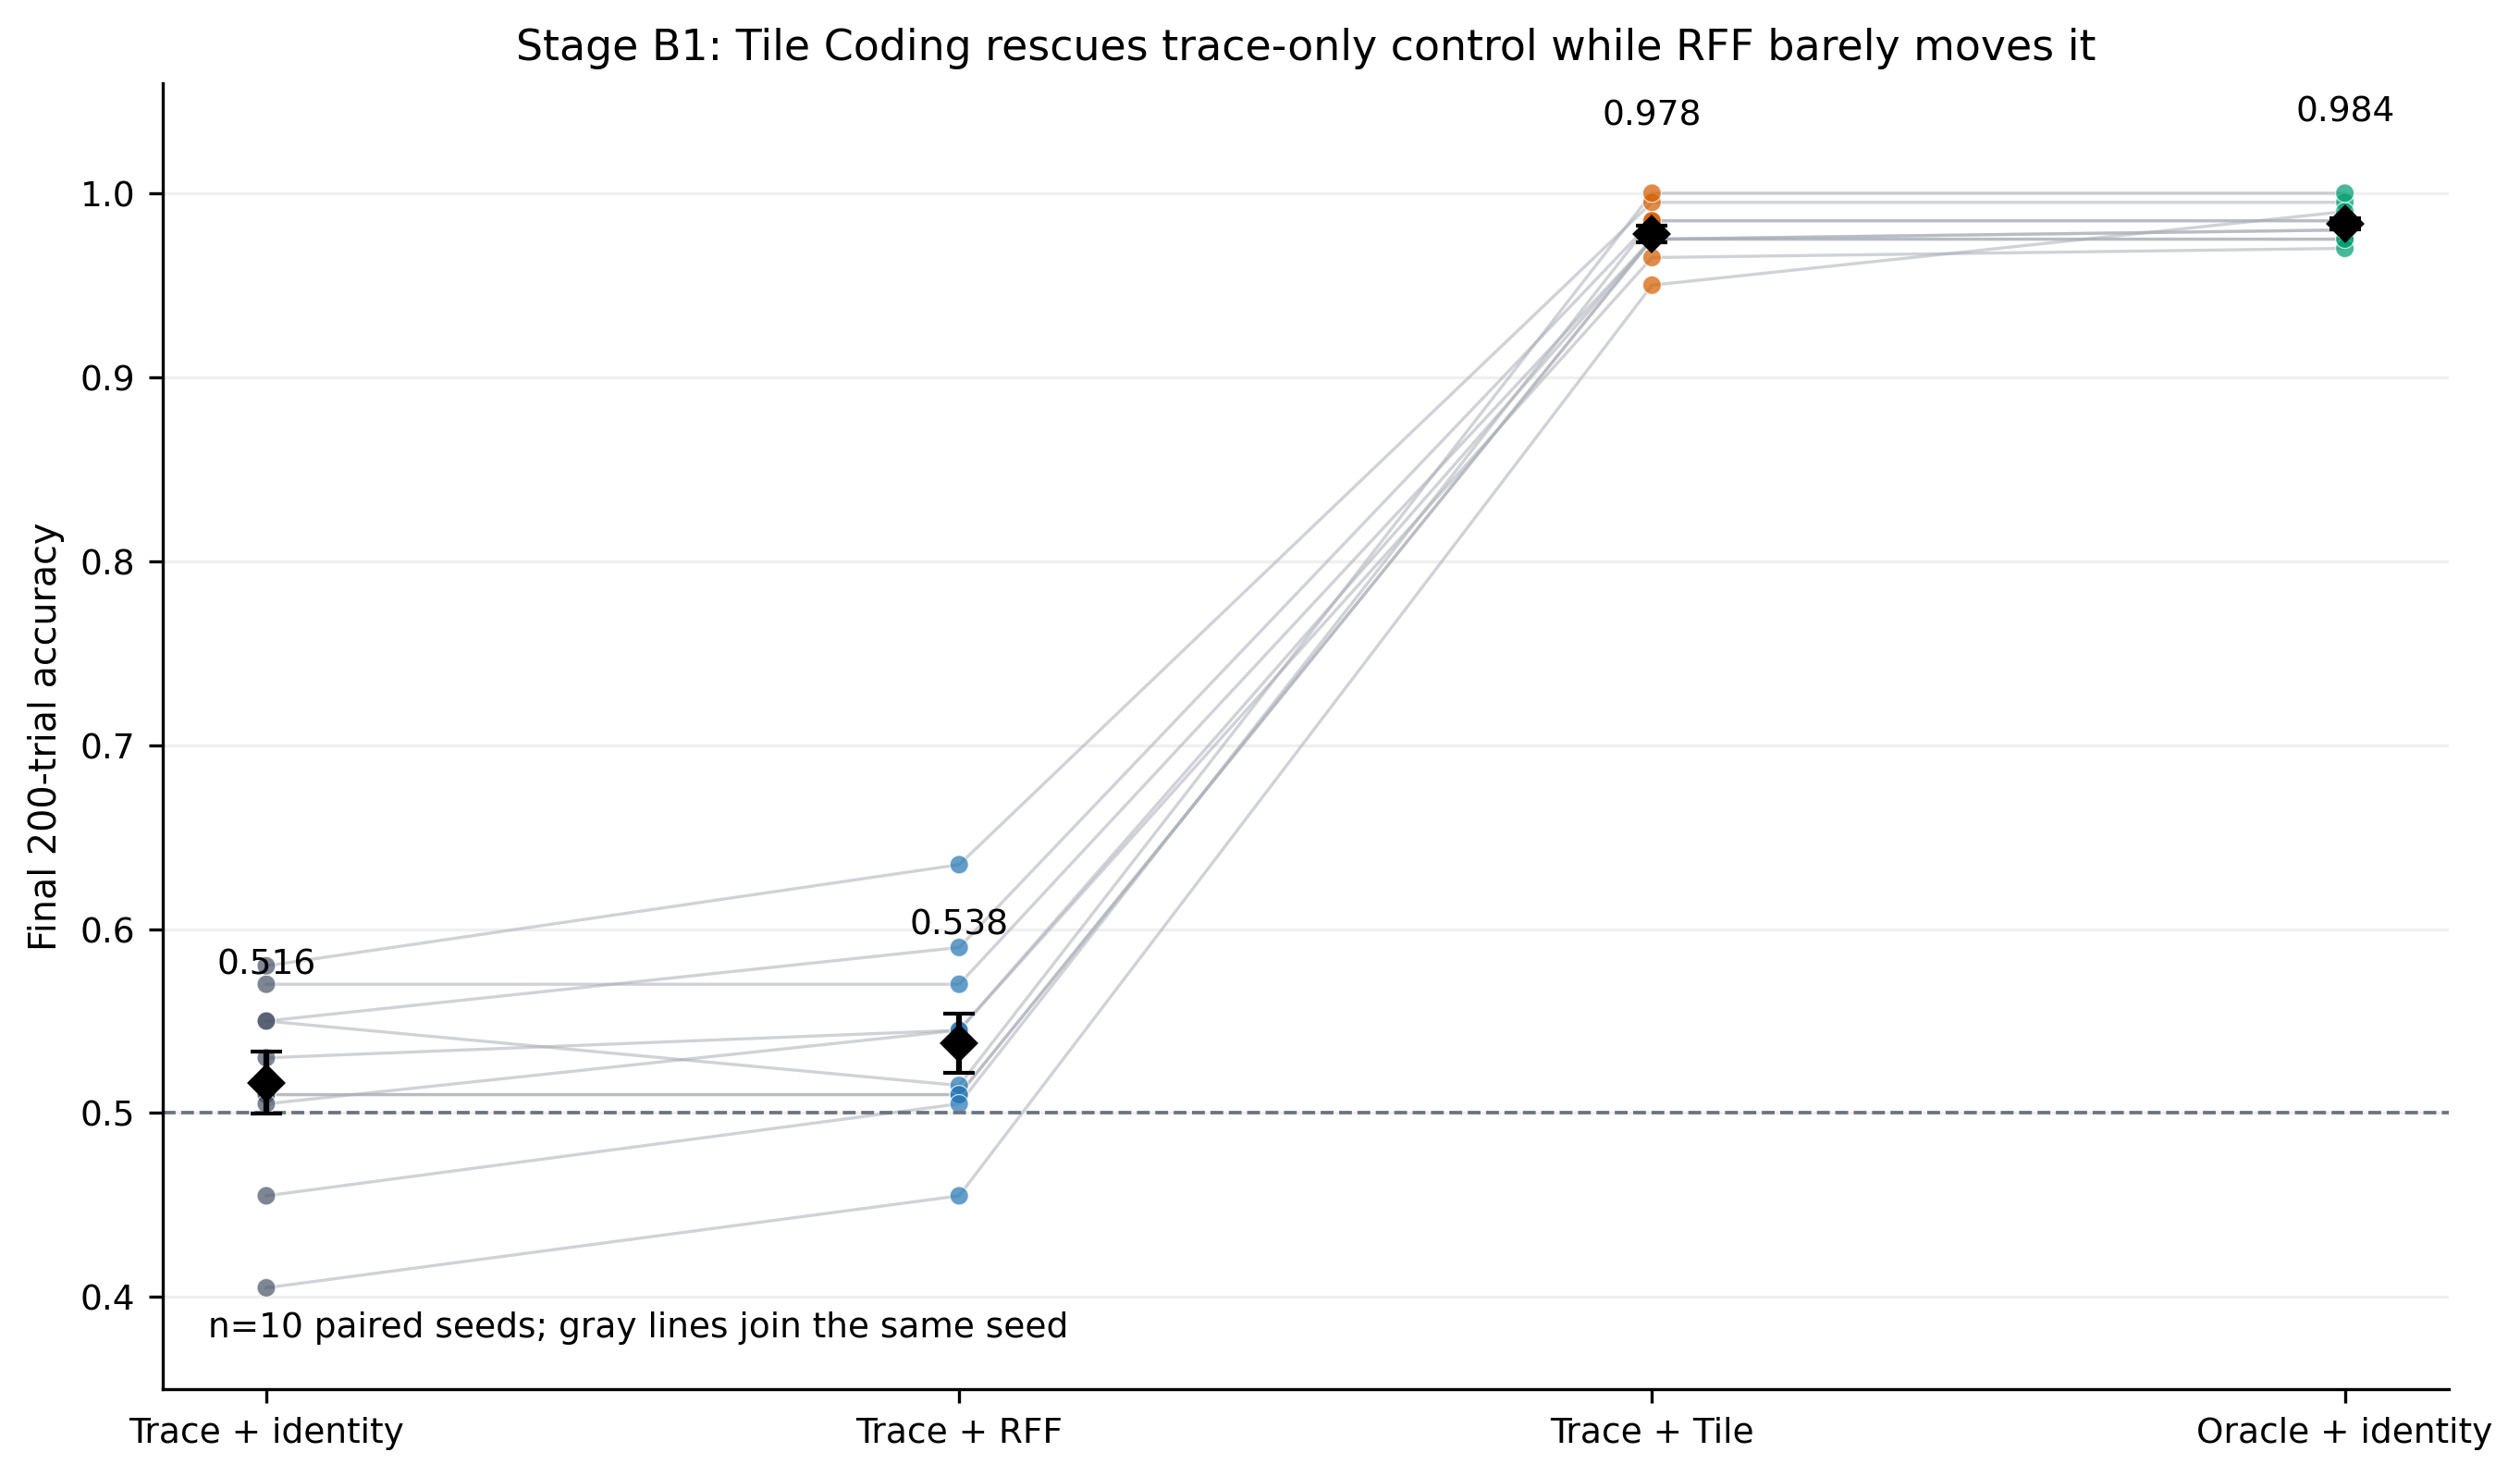 Stage B1: Tile Coding rescues trace-only control while RFF barely moves it
0.978
0.984
1.0
0.9
0.8
0.7
0.6
0.5
0.4
Final 200-trial accuracy
0.516
0.538
n=10 paired seeds; gray lines join the same seed
Trace + identity
Trace + RFF
Trace + Tile
Oracle + identity